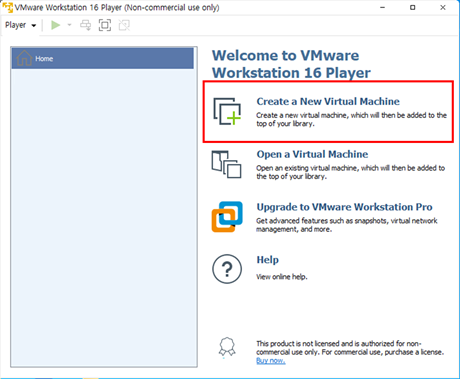 VMware Workstation 16 Player (Non-commercial use only)
Player
Home
Welcome to VMware
Workstation 16 Player
Create a New Virtual Machine
Create a new virtual machine, which will then be added to the
top of your library.
Open a Virtual Machine
Open an existing virtual machine, which will then be added to
the top of your library.
Upgrade to VMware Workstation Pro
Get advanced features such as snapshots, virtual network
management, and more.
Help
View online help.
This product is not licensed and is authorized for non-
commercial use only. For commercial use, purchase a license.
Buy now.